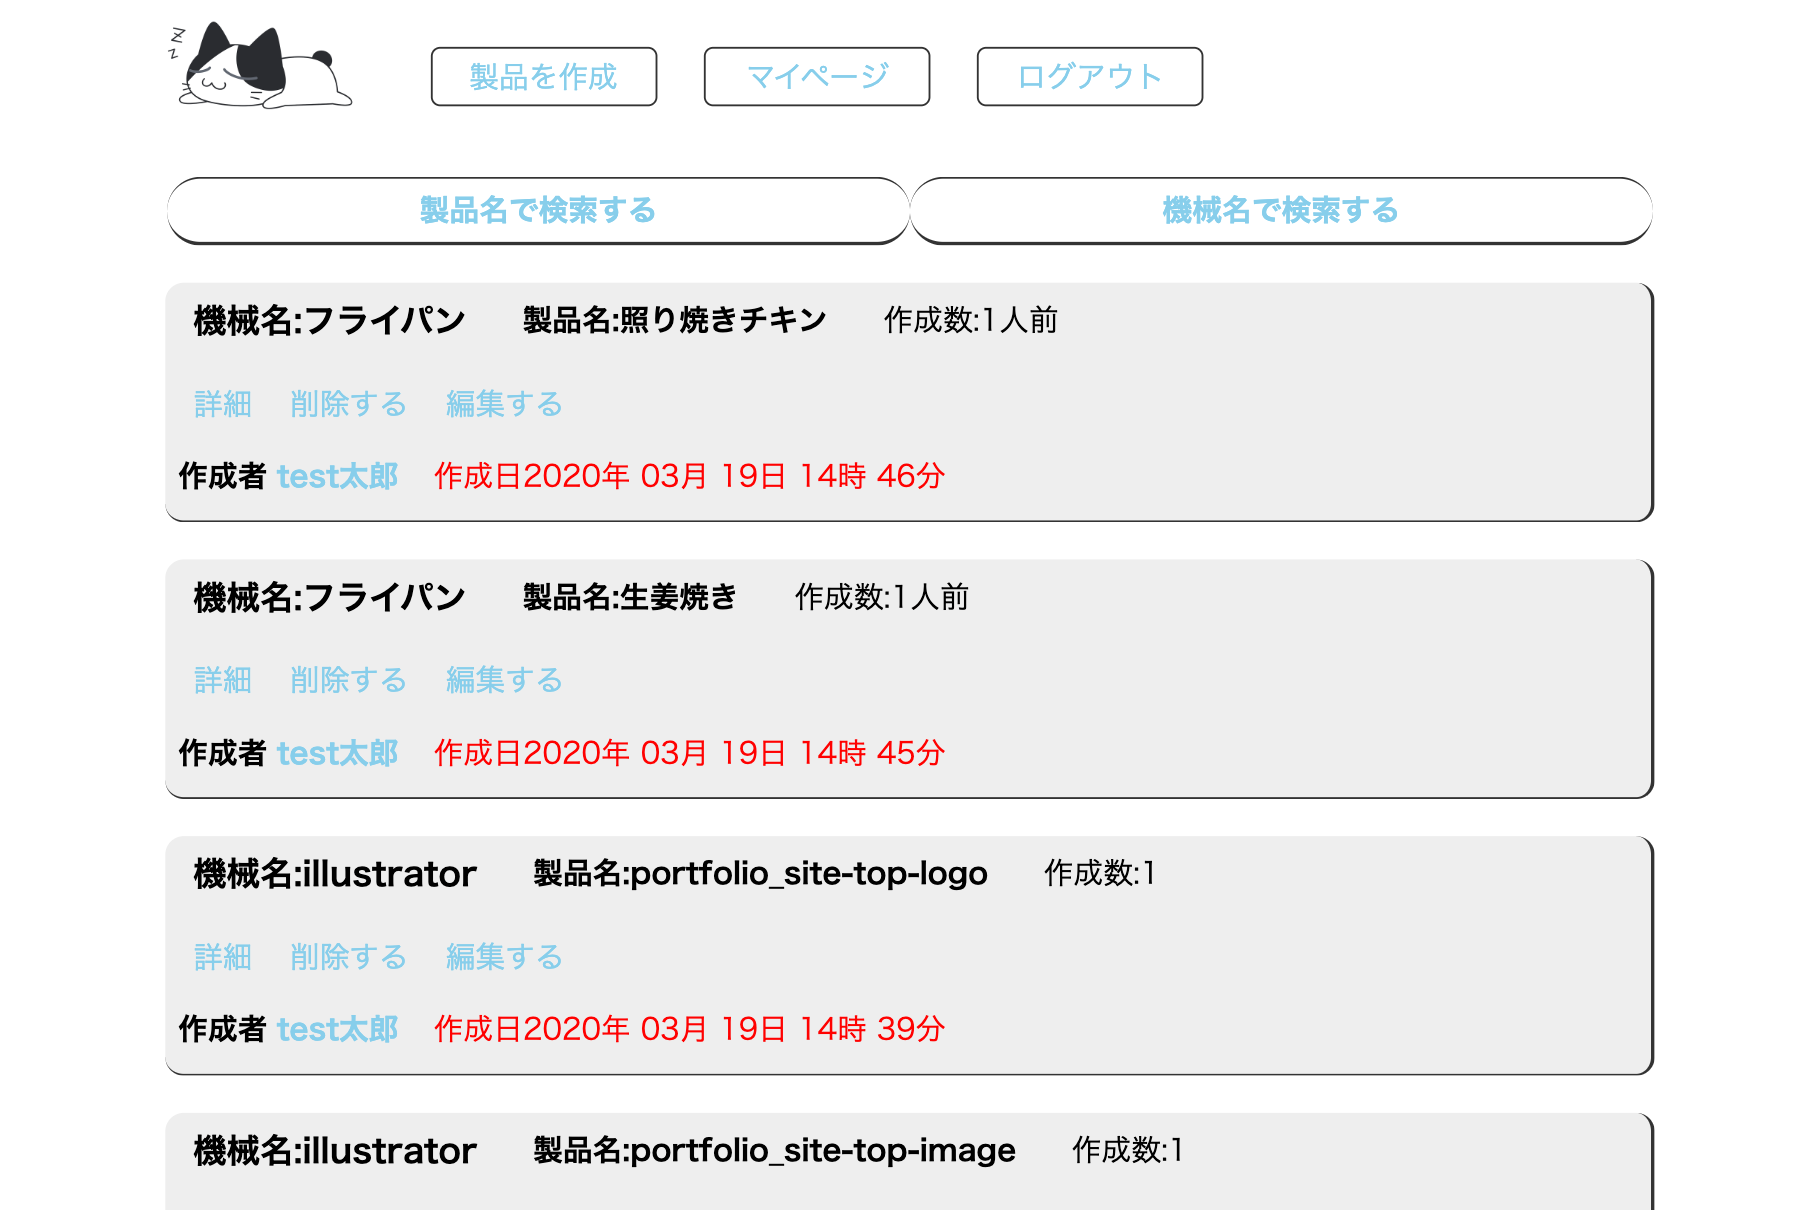 z
z
製品を作成 マイページ ログアウト
製品名で検索する 機械名で検索する
機械名:フライパン 製品名:照り焼きチキン 作成数:1人前
詳細 削除する 編集する
作成者 test太郎 作成日2020年 03月 19日 14時 46分
機械名:フライパン 製品名:生姜焼き 作成数:1人前
詳細 削除する 編集する
作成者 test太郎 作成日2020年 03月 19日 14時 45分
機械名:illustrator 製品名:portfolio_site-top-logo 作成数:1
詳細 削除する 編集する
作成者 test太郎 作成日2020年 03月 19日 14時 39分
機械名:illustrator 製品名:portfolio_site-top-image 作成数:1